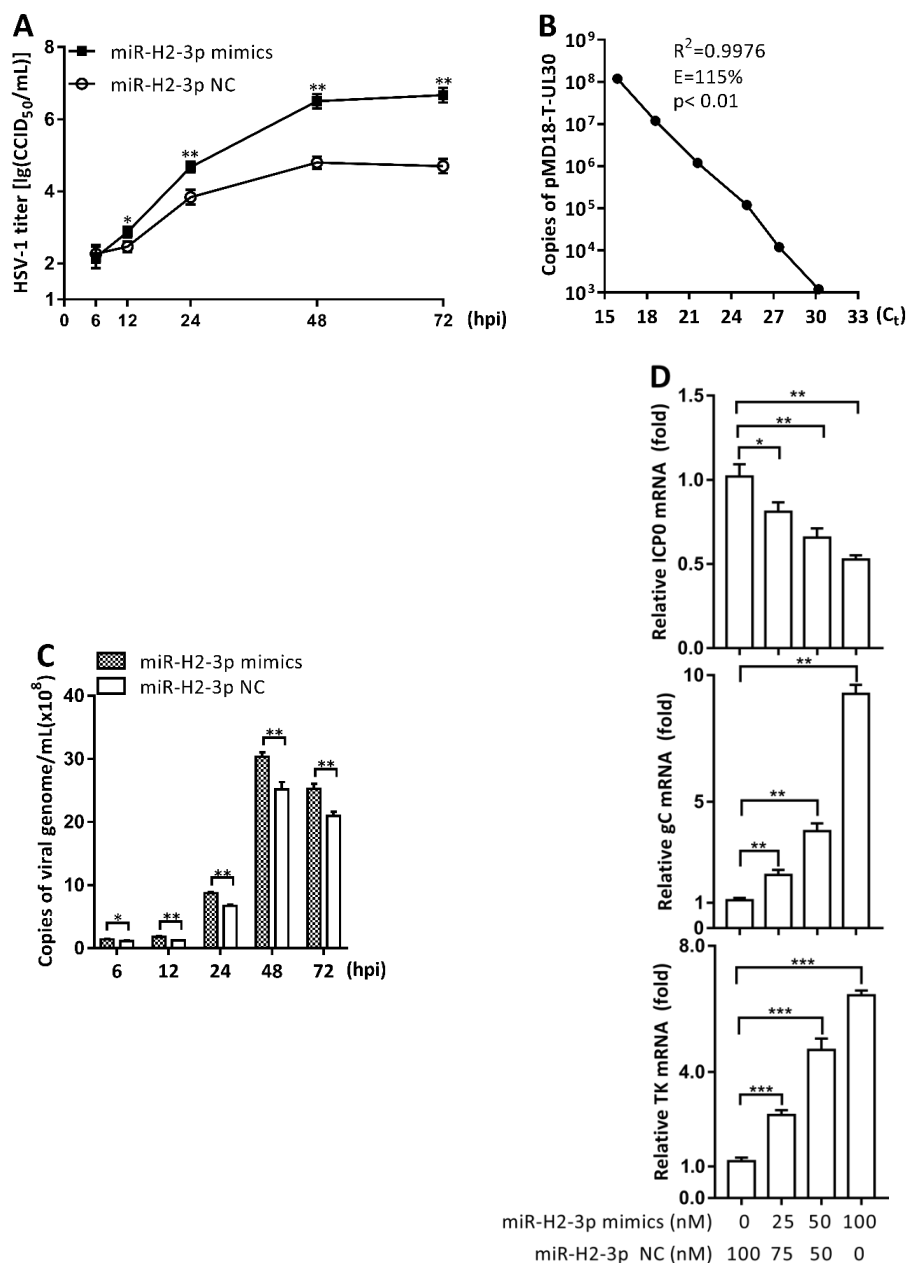 A
miR-H2-3p mimics
miR-H2-3p NC
HSV-1 titer [lg(CCID50/mL)]
8
6
4
2
1
*
**
**
**
0 6 12 24 48 72 (hpi)
B
R2=0.9976
E=115%
p< 0.01
Copies of pMD18-T-UL30
10^9
10^8
10^7
10^6
10^5
10^4
10^3
15 18 21 24 27 30 33 (Ct)
C
miR-H2-3p mimics
miR-H2-3p NC
Copies of viral genome/mL(x10^8)
40
30
20
10
0
*
**
**
**
**
6 12 24 48 72 (hpi)
D
Relative ICP0 mRNA (fold)
1.5
1.0
0.5
0.0
**
**
*
Relative gC mRNA (fold)
10
5
1
0
**
**
**
Relative TK mRNA (fold)
8.0
4.0
1.0
0.0
***
***
***
miR-H2-3p mimics (nM) 0 25 50 100
miR-H2-3p NC (nM) 100 75 50 0